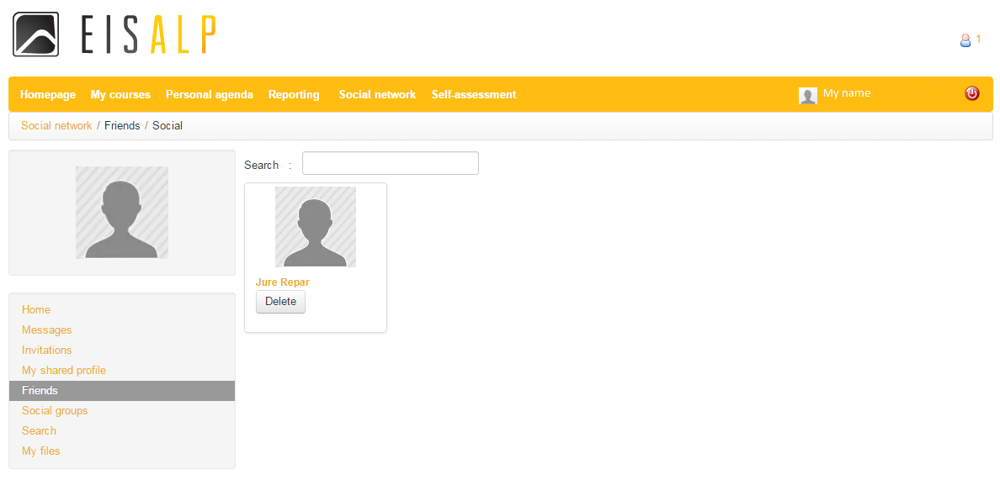 EISALP
1
Homepage My courses Personal agenda Reporting Social network Self-assessment My name
Social network / Friends / Social
Search :
Jure Repar
Delete
Home
Messages
Invitations
My shared profile
Friends
Social groups
Search
My files